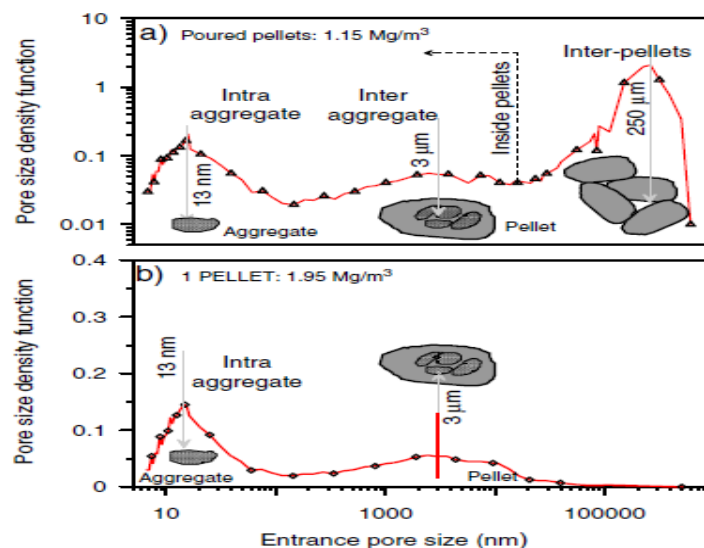 a) Poured pellets: 1.15 Mg/m³
Inter-pellets
Intra
aggregate
Inter
aggregate
Inside pellets
13 nm
3 μm
250 μm
Aggregate
Pellet
10
1
0.1
0.01
Pore size density function
b) 1 PELLET: 1.95 Mg/m³
13 nm
Intra
aggregate
3 μm
Aggregate
Pellet
0.4
0.3
0.2
0.1
0
Pore size density function
10
1000
100000
Entrance pore size (nm)